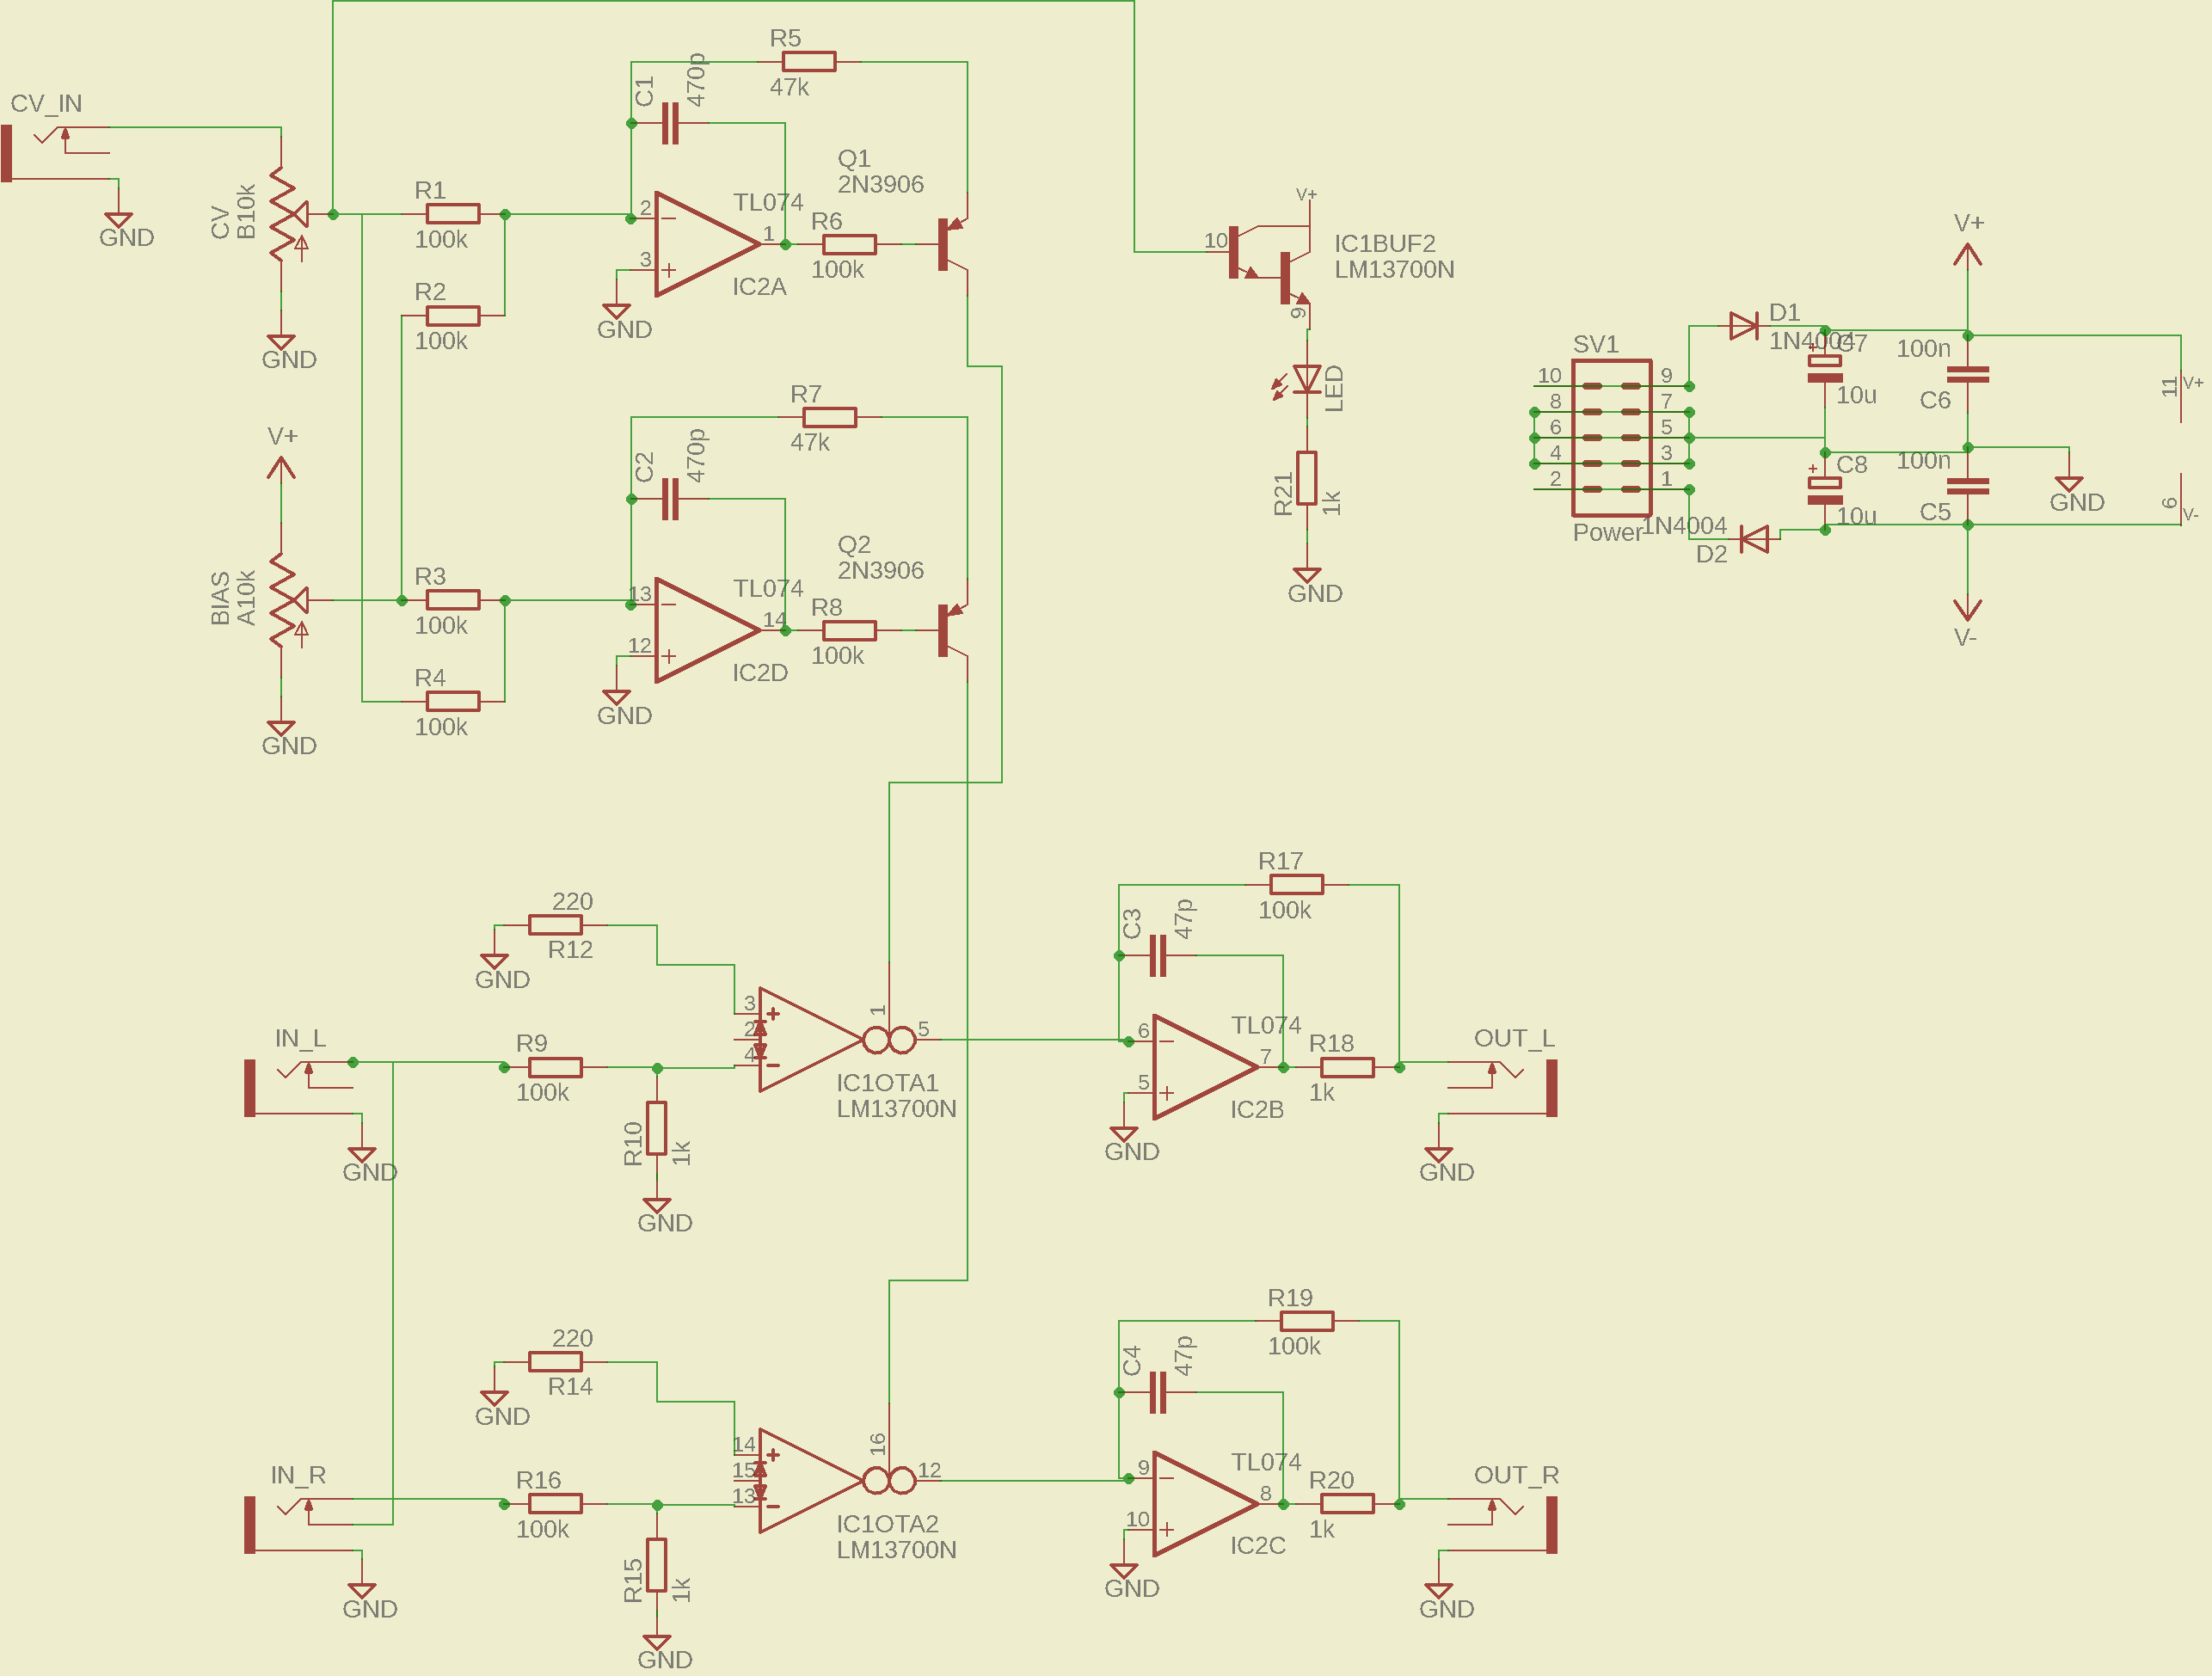 CV_IN
GND
CV
B10k
GND
R1
100k
R2
100k
R5
47k
C1
470p
2
3
1
TL074
IC2A
GND
R6
100k
Q1
2N3906
V+
BIAS
A10k
GND
R3
100k
R4
100k
R7
47k
C2
470p
13
12
14
TL074
IC2D
GND
R8
100k
Q2
2N3906
V+
10
9
IC1BUF2
LM13700N
LED
R21
1k
GND
SV1
10
9
8
7
6
5
4
3
2
1
Power
D1
1N4004
1N4004
D2
C7
10u
C8
10u
100n
C6
100n
C5
V+
V-
GND
11
V+
6
V-
220
R12
GND
IN_L
GND
R9
100k
R10
1k
GND
3
2
4
1
5
IC1OTA1
LM13700N
R17
100k
C3
47p
6
5
7
TL074
IC2B
GND
R18
1k
OUT_L
GND
220
R14
GND
IN_R
GND
R16
100k
R15
1k
GND
14
15
13
16
12
IC1OTA2
LM13700N
R19
100k
C4
47p
9
10
8
TL074
IC2C
GND
R20
1k
OUT_R
GND